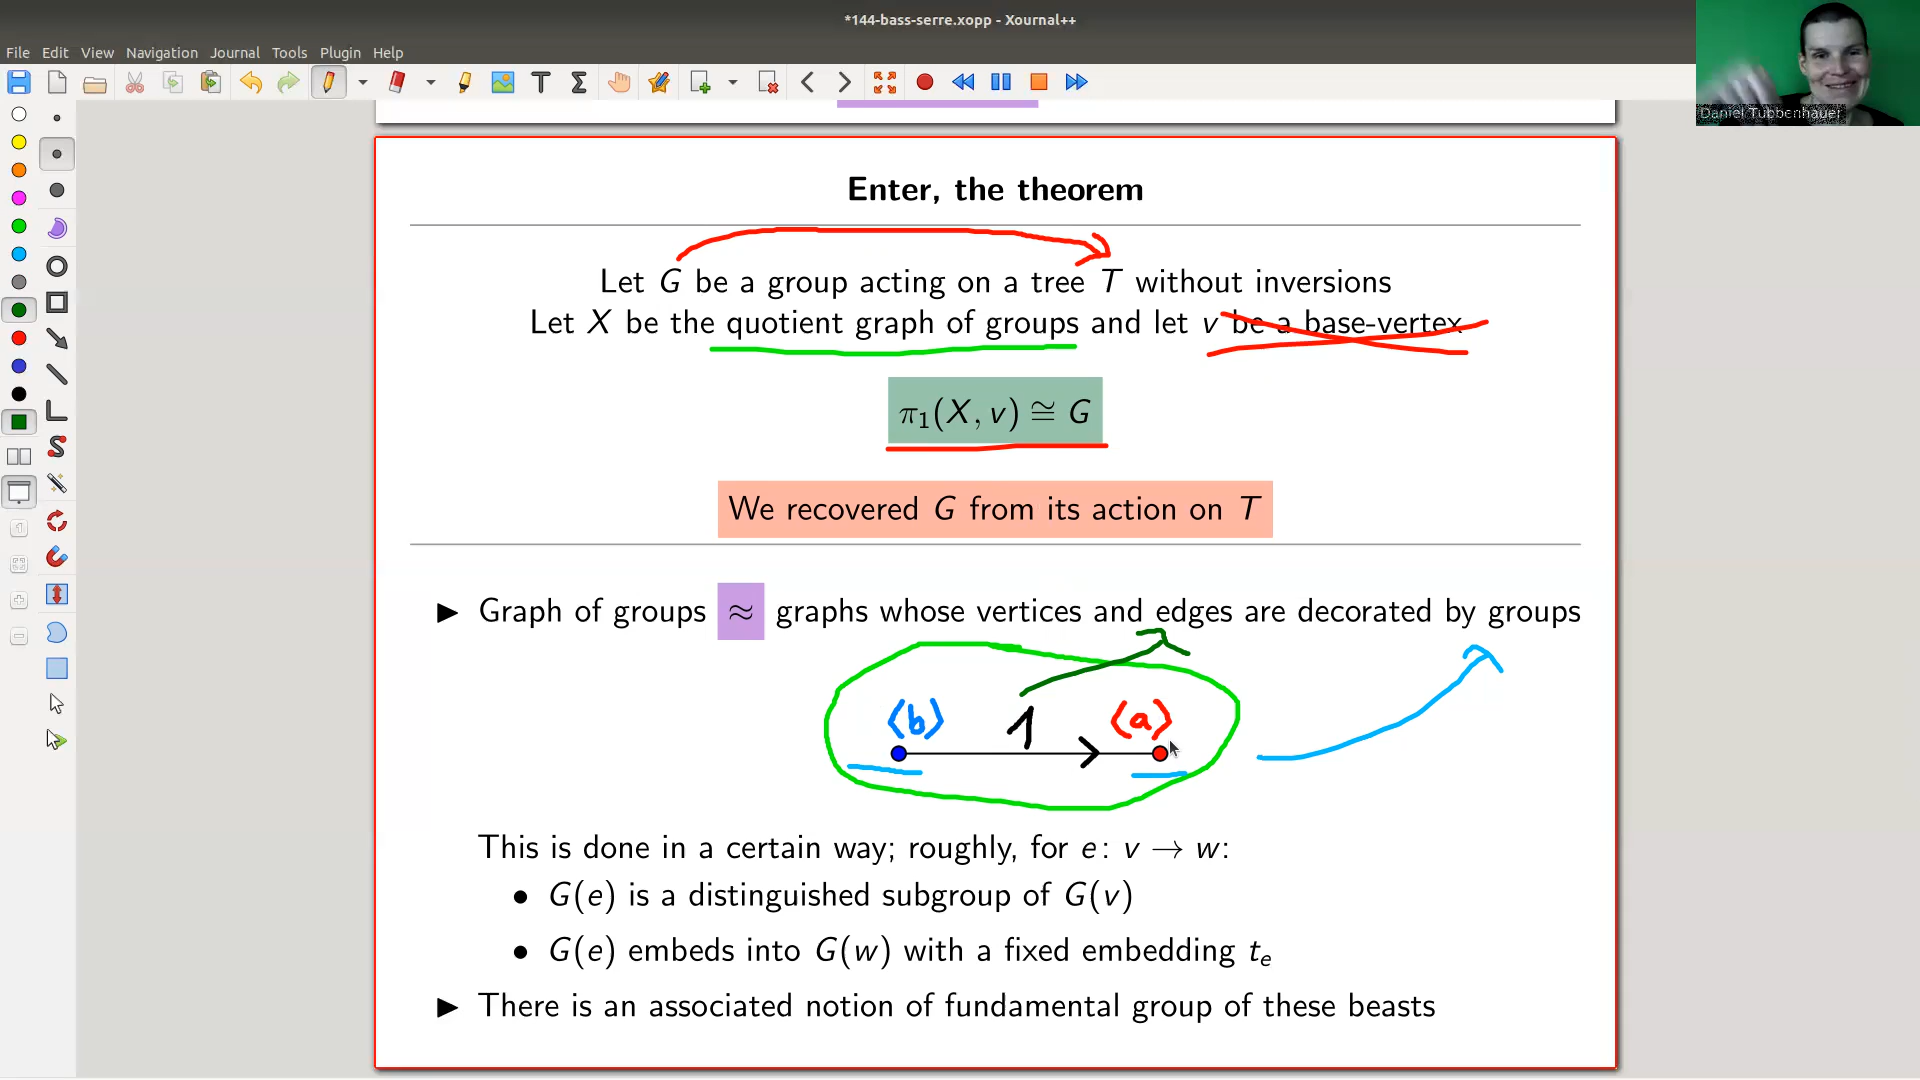 *144-bass-serre.xopp - Xournal++
File Edit View Navigation Journal Tools Plugin Help
Daniel Tubbenhauer
Enter, the theorem
Let G be a group acting on a tree T without inversions
Let X be the quotient graph of groups and let v be a base-vertex
π₁(X, v) ≅ G
We recovered G from its action on T
▶ Graph of groups ≈ graphs whose vertices and edges are decorated by groups
⟨b⟩ 1 ⟨a⟩
This is done in a certain way; roughly, for e: v → w:
• G(e) is a distinguished subgroup of G(v)
• G(e) embeds into G(w) with a fixed embedding tₑ
▶ There is an associated notion of fundamental group of these beasts